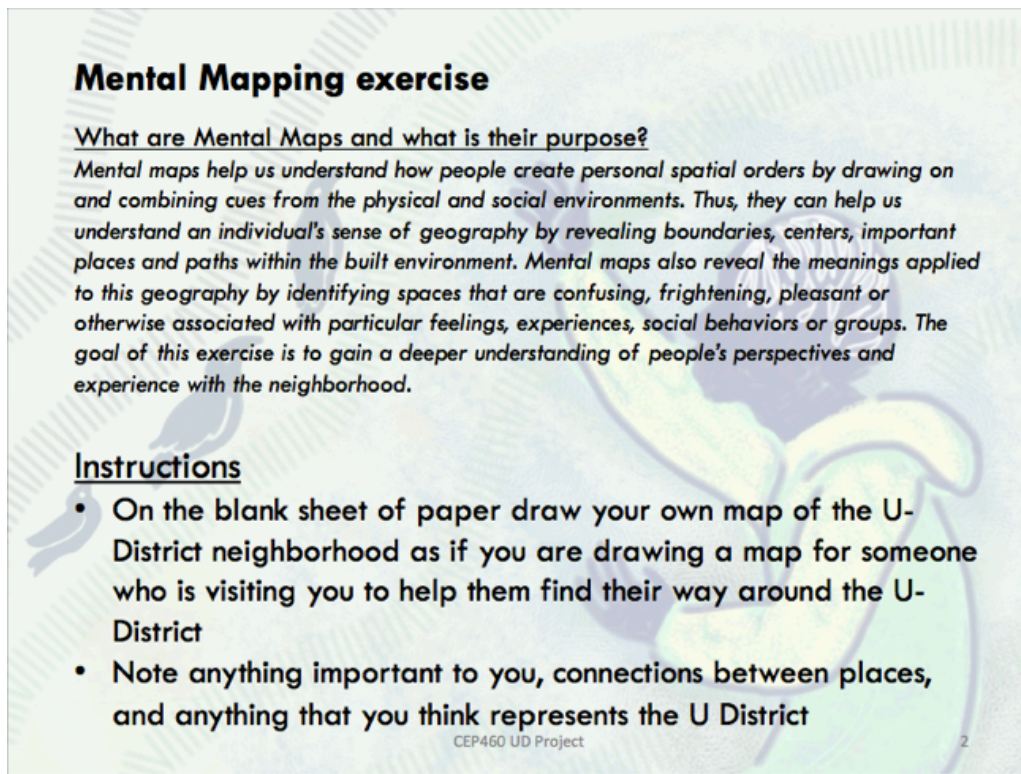 Mental Mapping exercise
What are Mental Maps and what is their purpose?
Mental maps help us understand how people create personal spatial orders by drawing on
and combining cues from the physical and social environments. Thus, they can help us
understand an individual's sense of geography by revealing boundaries, centers, important
places and paths within the built environment. Mental maps also reveal the meanings applied
to this geography by identifying spaces that are confusing, frightening, pleasant or
otherwise associated with particular feelings, experiences, social behaviors or groups. The
goal of this exercise is to gain a deeper understanding of people's perspectives and
experience with the neighborhood.
Instructions
• On the blank sheet of paper draw your own map of the U-
District neighborhood as if you are drawing a map for someone
who is visiting you to help them find their way around the U-
District
• Note anything important to you, connections between places,
and anything that you think represents the U District
CEP460 UD Project
2